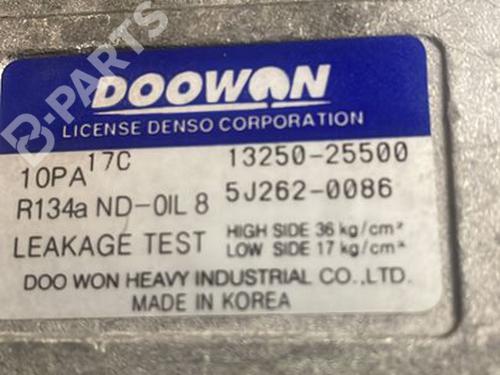 B-PARTS
DOOWON
LICENSE DENSO CORPORATION
10PA17C 13250-25500
R134a ND-OIL 8 5J262-0086
LEAKAGE TEST HIGH SIDE 36 kg/cm²
LOW SIDE 17 kg/cm²
DOO WON HEAVY INDUSTRIAL CO.,LTD.
MADE IN KOREA